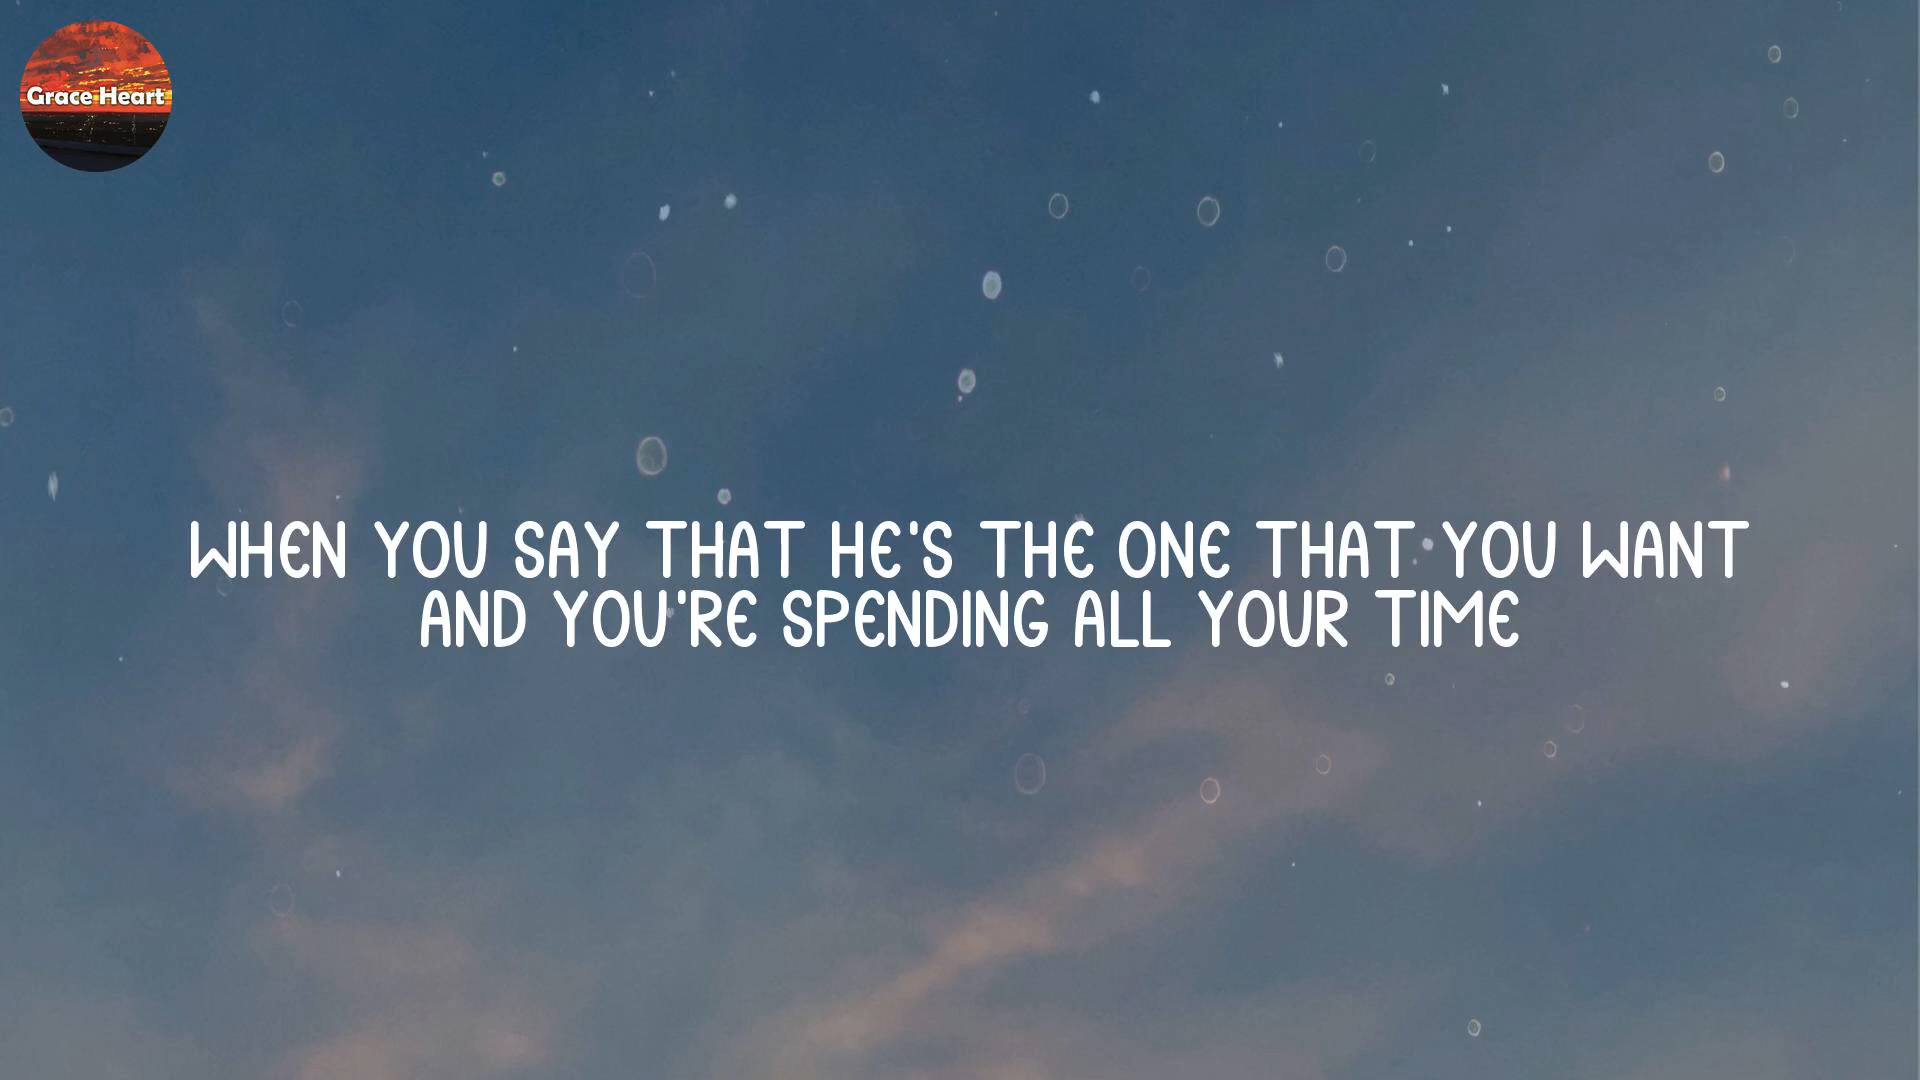 Grace Heart
WHEN YOU SAY THAT HE'S THE ONE THAT YOU WANT
AND YOU'RE SPENDING ALL YOUR TIME